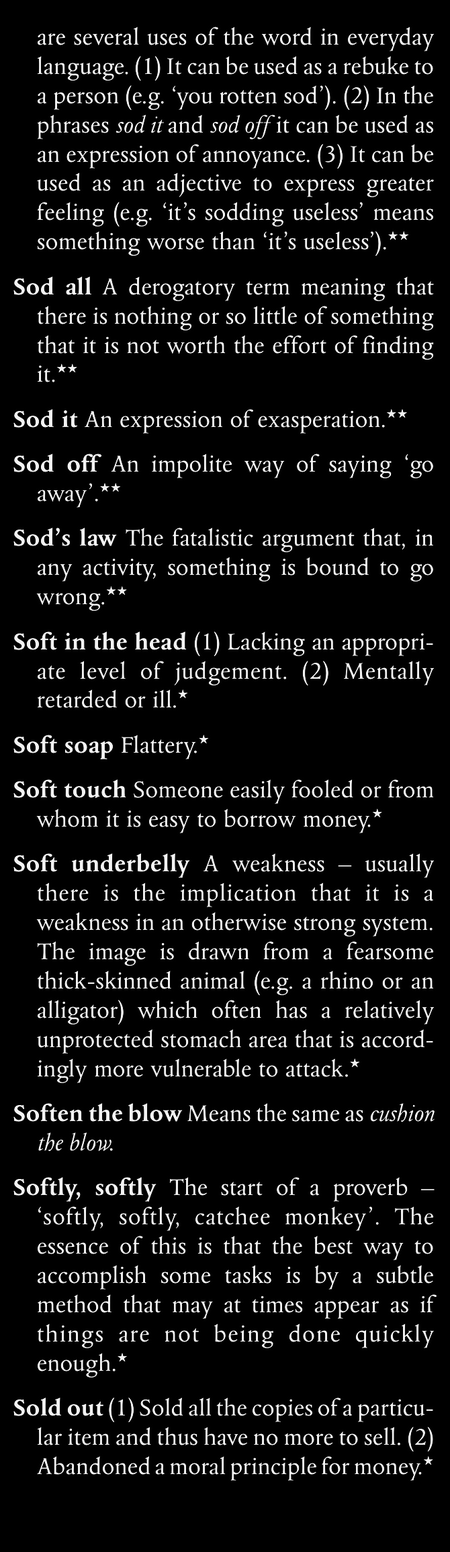 are several uses of the word in everyday
language. (1) It can be used as a rebuke to
a person (e.g. ‘you rotten sod’). (2) In the
phrases sod it and sod off it can be used as
an expression of annoyance. (3) It can be
used as an adjective to express greater
feeling (e.g. ‘it’s sodding useless’ means
something worse than ‘it’s useless’).★★
Sod all A derogatory term meaning that
there is nothing or so little of something
that it is not worth the effort of finding
it.★★
Sod it An expression of exasperation.★★
Sod off An impolite way of saying ‘go
away’.★★
Sod’s law The fatalistic argument that, in
any activity, something is bound to go
wrong.★★
Soft in the head (1) Lacking an appropri-
ate level of judgement. (2) Mentally
retarded or ill.★
Soft soap Flattery.★
Soft touch Someone easily fooled or from
whom it is easy to borrow money.★
Soft underbelly A weakness – usually
there is the implication that it is a
weakness in an otherwise strong system.
The image is drawn from a fearsome
thick-skinned animal (e.g. a rhino or an
alligator) which often has a relatively
unprotected stomach area that is accord-
ingly more vulnerable to attack.★
Soften the blow Means the same as cushion
the blow.
Softly, softly The start of a proverb –
‘softly, softly, catchee monkey’. The
essence of this is that the best way to
accomplish some tasks is by a subtle
method that may at times appear as if
things are not being done quickly
enough.★
Sold out (1) Sold all the copies of a particu-
lar item and thus have no more to sell. (2)
Abandoned a moral principle for money.★